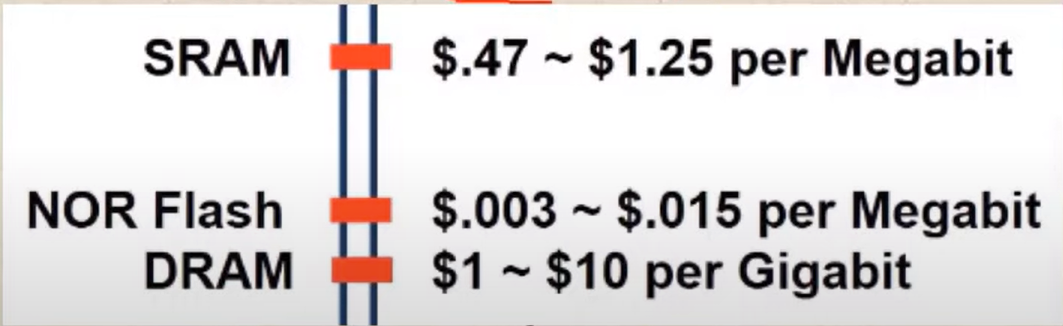 SRAM $.47 ~ $1.25 per Megabit
NOR Flash $.003 ~ $.015 per Megabit
DRAM $1 ~ $10 per Gigabit